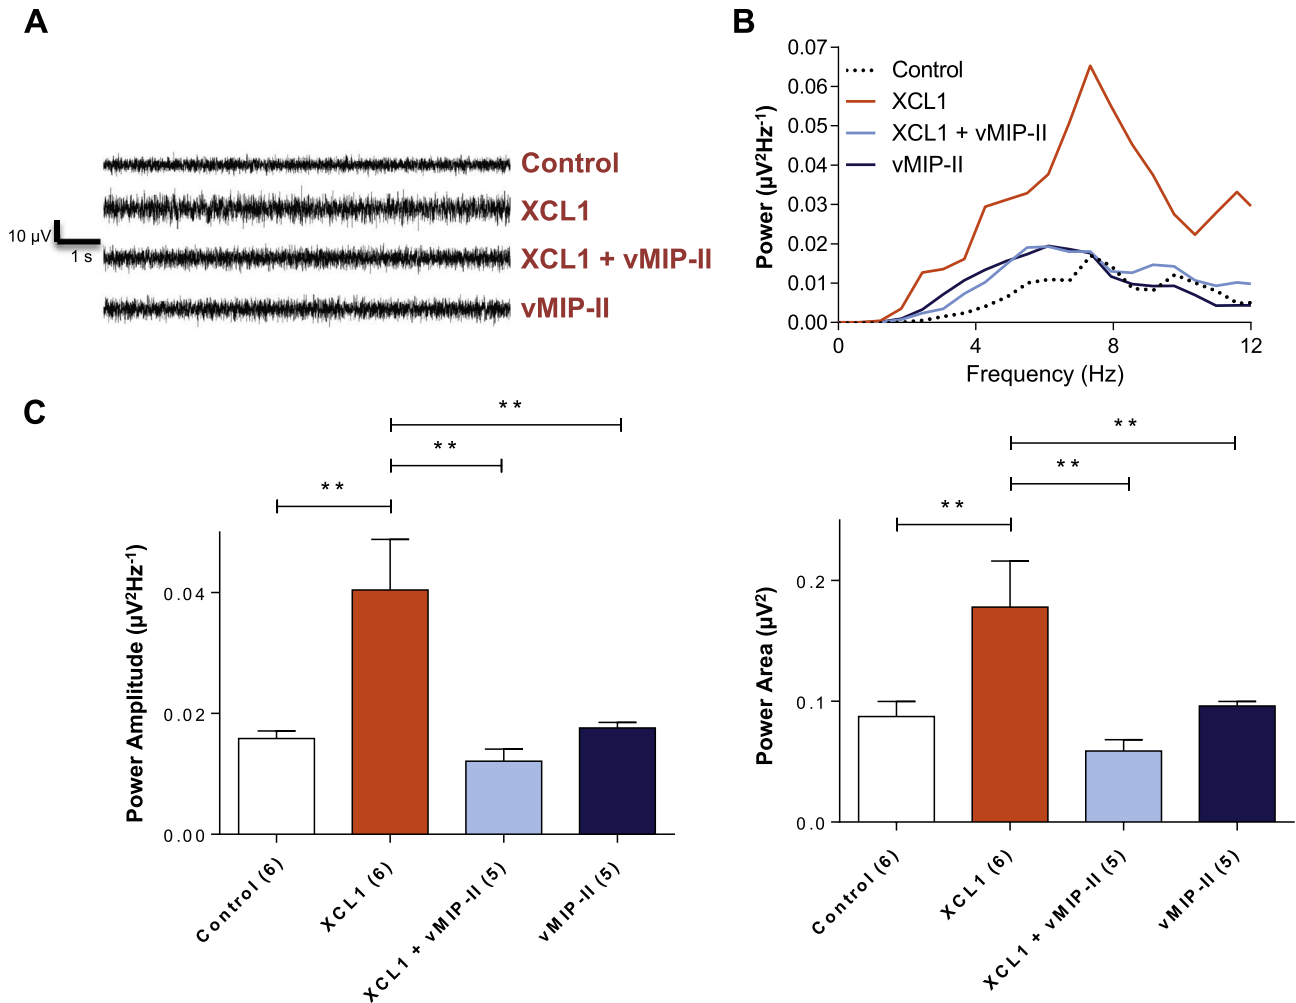 A
Control
XCL1
XCL1 + vMIP-II
vMIP-II
10 µV
1 s
B
0.07
0.06
0.05
0.04
0.03
0.02
0.01
0.00
Power (µV²Hz⁻¹)
Control
XCL1
XCL1 + vMIP-II
vMIP-II
0
4
8
12
Frequency (Hz)
C
**
**
**
0.04
0.02
0.00
Power Amplitude (µV²Hz⁻¹)
Control (6)
XCL1 (6)
XCL1 + vMIP-II (5)
vMIP-II (5)
**
**
**
0.2
0.1
0.0
Power Area (µV²)
Control (6)
XCL1 (6)
XCL1 + vMIP-II (5)
vMIP-II (5)